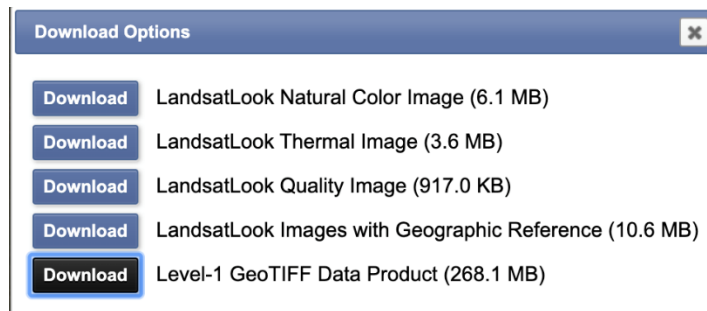 Download Options
Download LandsatLook Natural Color Image (6.1 MB)
Download LandsatLook Thermal Image (3.6 MB)
Download LandsatLook Quality Image (917.0 KB)
Download LandsatLook Images with Geographic Reference (10.6 MB)
Download Level-1 GeoTIFF Data Product (268.1 MB)